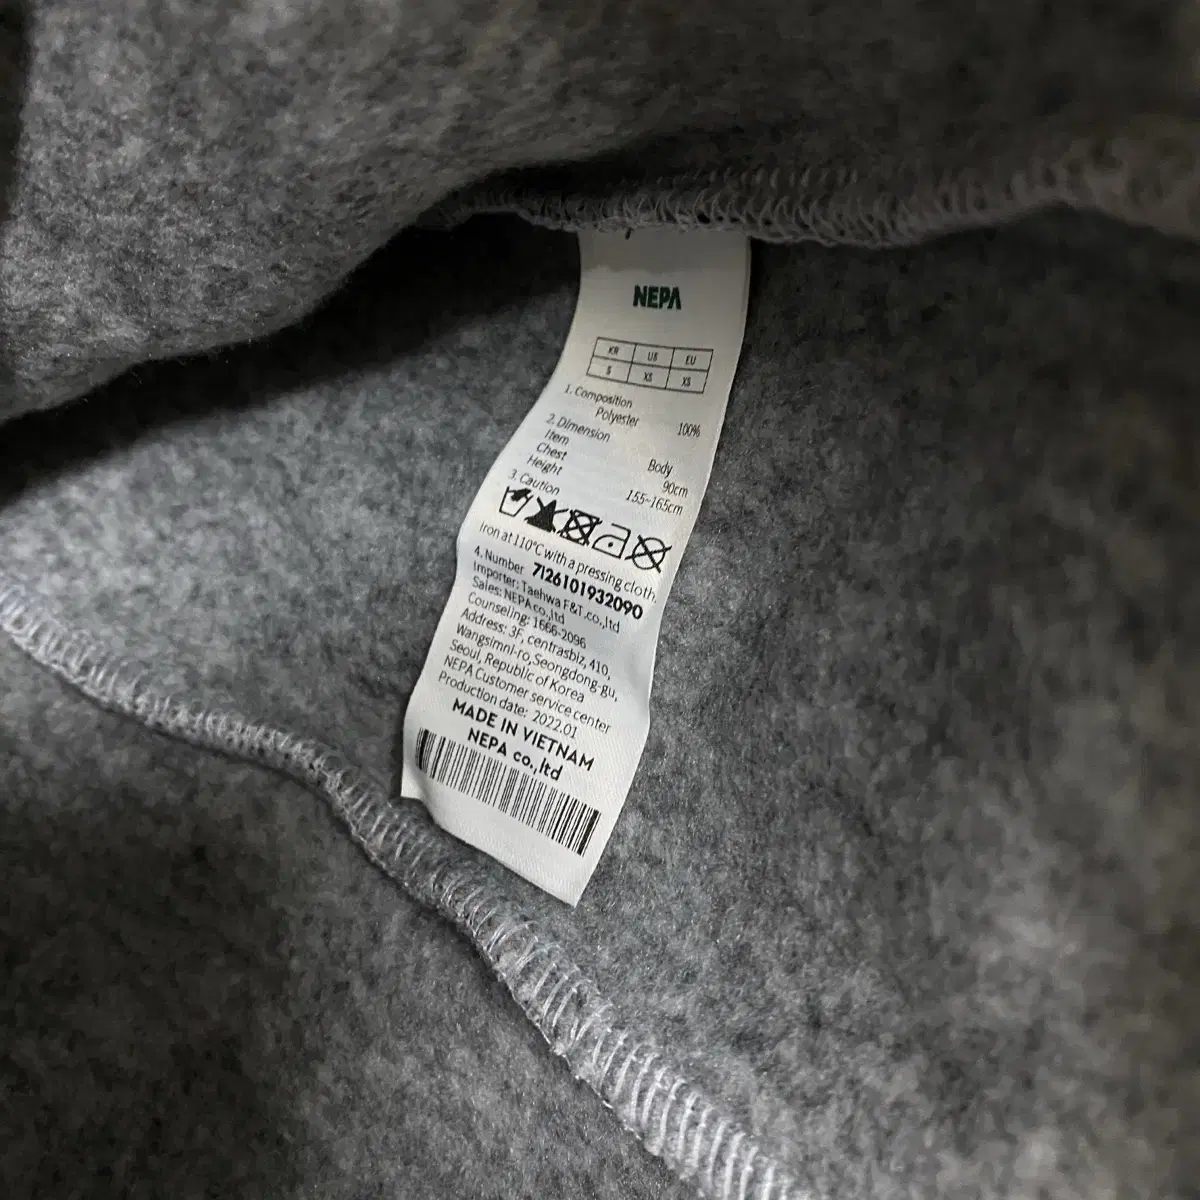 NEPA
KR US EU
S XS XS
1. Composition
Polyester 100%
2. Dimension
Item Body
Chest 90cm
Height 155~165cm
3. Caution
Iron at 110°C with a pressing cloth.
4. Number 7I26101932090
Importer: Taehwa F&T.co.,ltd
Sales: NEPA co.,ltd
Counseling: 1666-2096
Address: 3F, centrasbiz, 410,
Wangsimni-ro, Seongdong-gu,
Seoul, Republic of Korea
NEPA Customer service center
Production date: 2022.01
MADE IN VIETNAM
NEPA co.,ltd